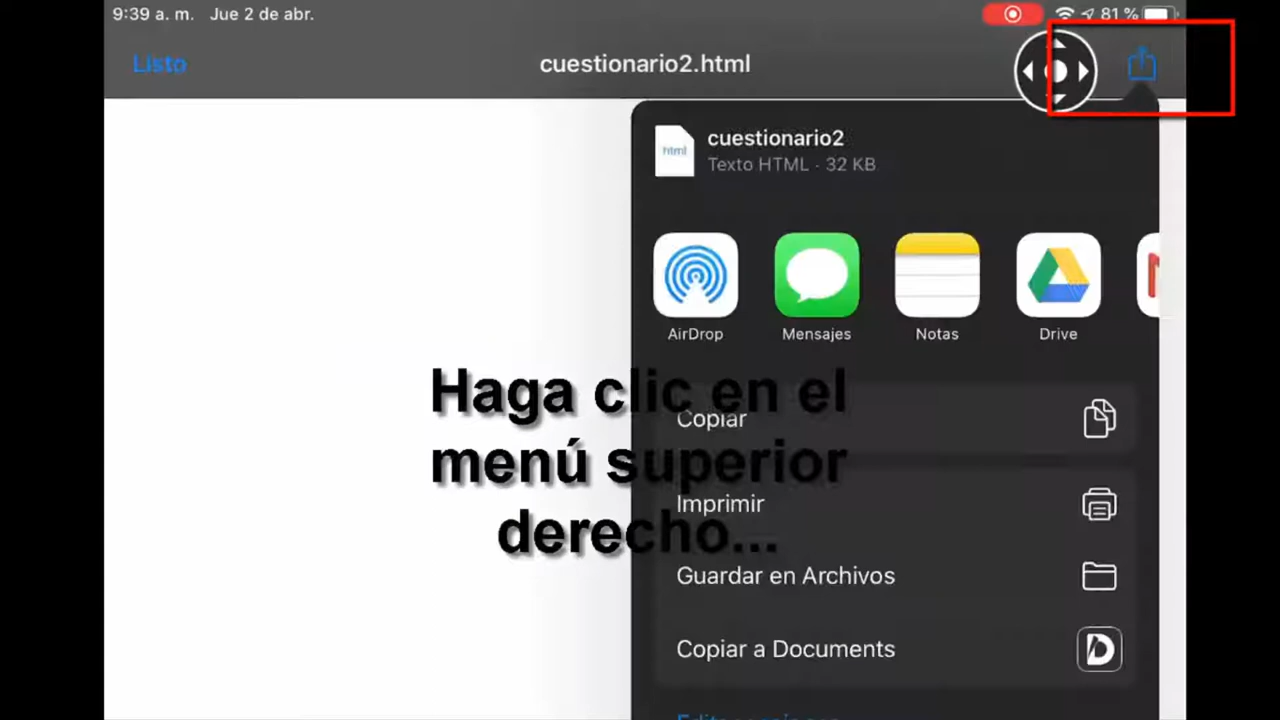 9:39 a. m. Jue 2 de abr.
81 %
Listo
cuestionario2.html
html
cuestionario2
Texto HTML · 32 KB
AirDrop
Mensajes
Notas
Drive
Haga clic en el
menú superior
derecho...
Copiar
Imprimir
Guardar en Archivos
Copiar a Documents